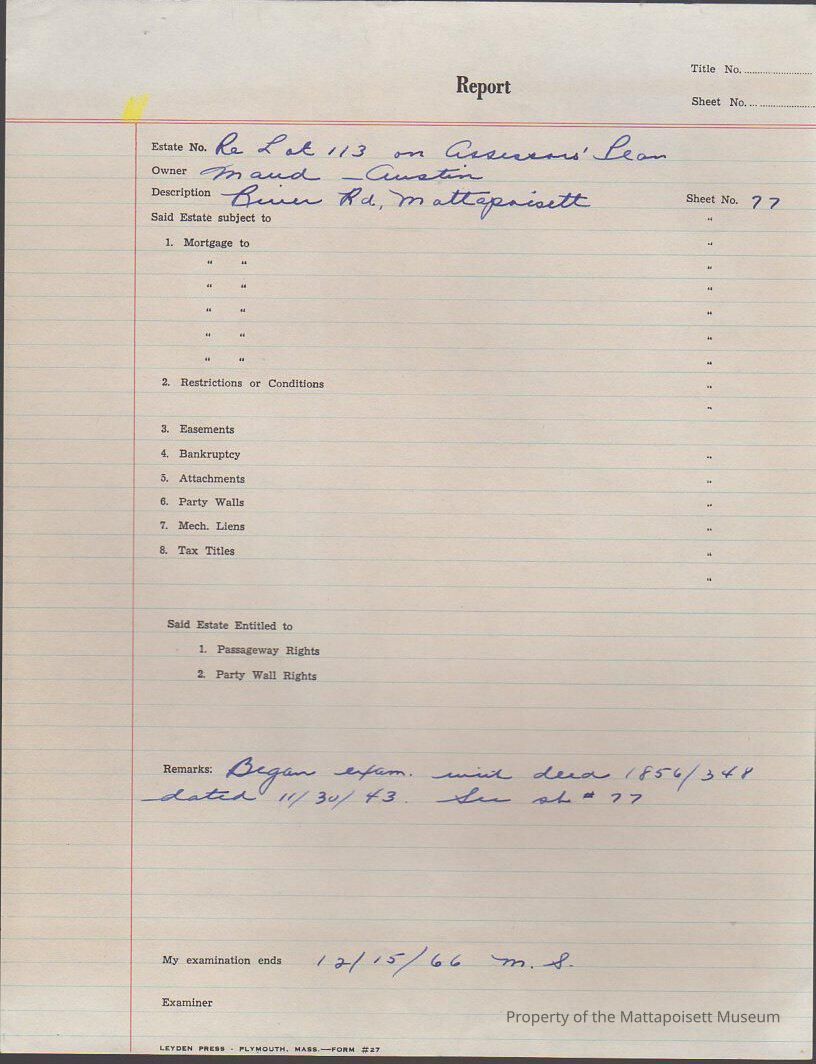 Title No. ........................
Report
Sheet No. ... ....................
Estate No. Re Lot 113 on Assessors' Plan
Owner Maud - Austin
Description River Rd, Mattapoisett Sheet No. 77
Said Estate subject to "
1. Mortgage to "
" " "
" " "
" " "
" " "
" " "
2. Restrictions or Conditions "
"
3. Easements
4. Bankruptcy "
5. Attachments "
6. Party Walls "
7. Mech. Liens "
8. Tax Titles "
"
Said Estate Entitled to
1. Passageway Rights
2. Party Wall Rights
Remarks: Began exam. with deed 1856/348
dated 11/30/43. See sh # 77
My examination ends 12/15/66 M. S.
Examiner
Property of the Mattapoisett Museum
LEYDEN PRESS - PLYMOUTH, MASS.—FORM #27